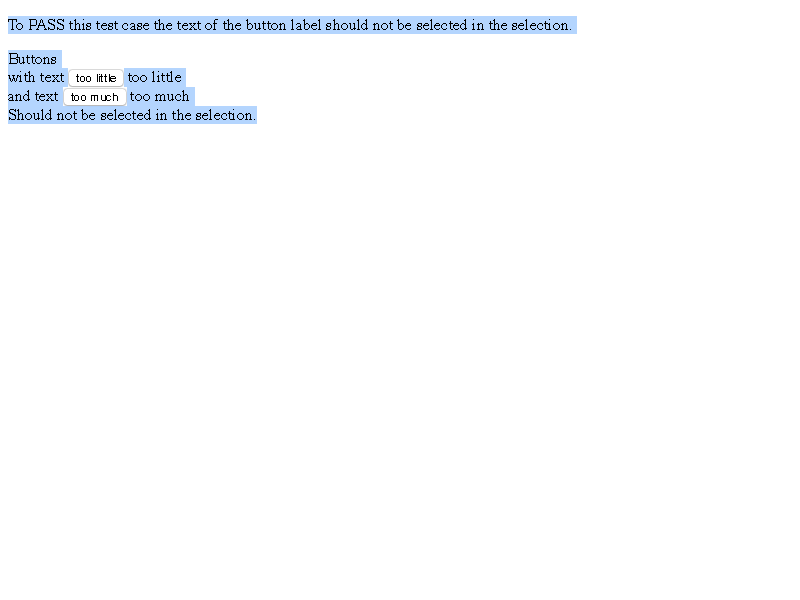 To PASS this test case the text of the button label should not be selected in the selection.
Buttons
with text too little too little
and text too much too much
Should not be selected in the selection.